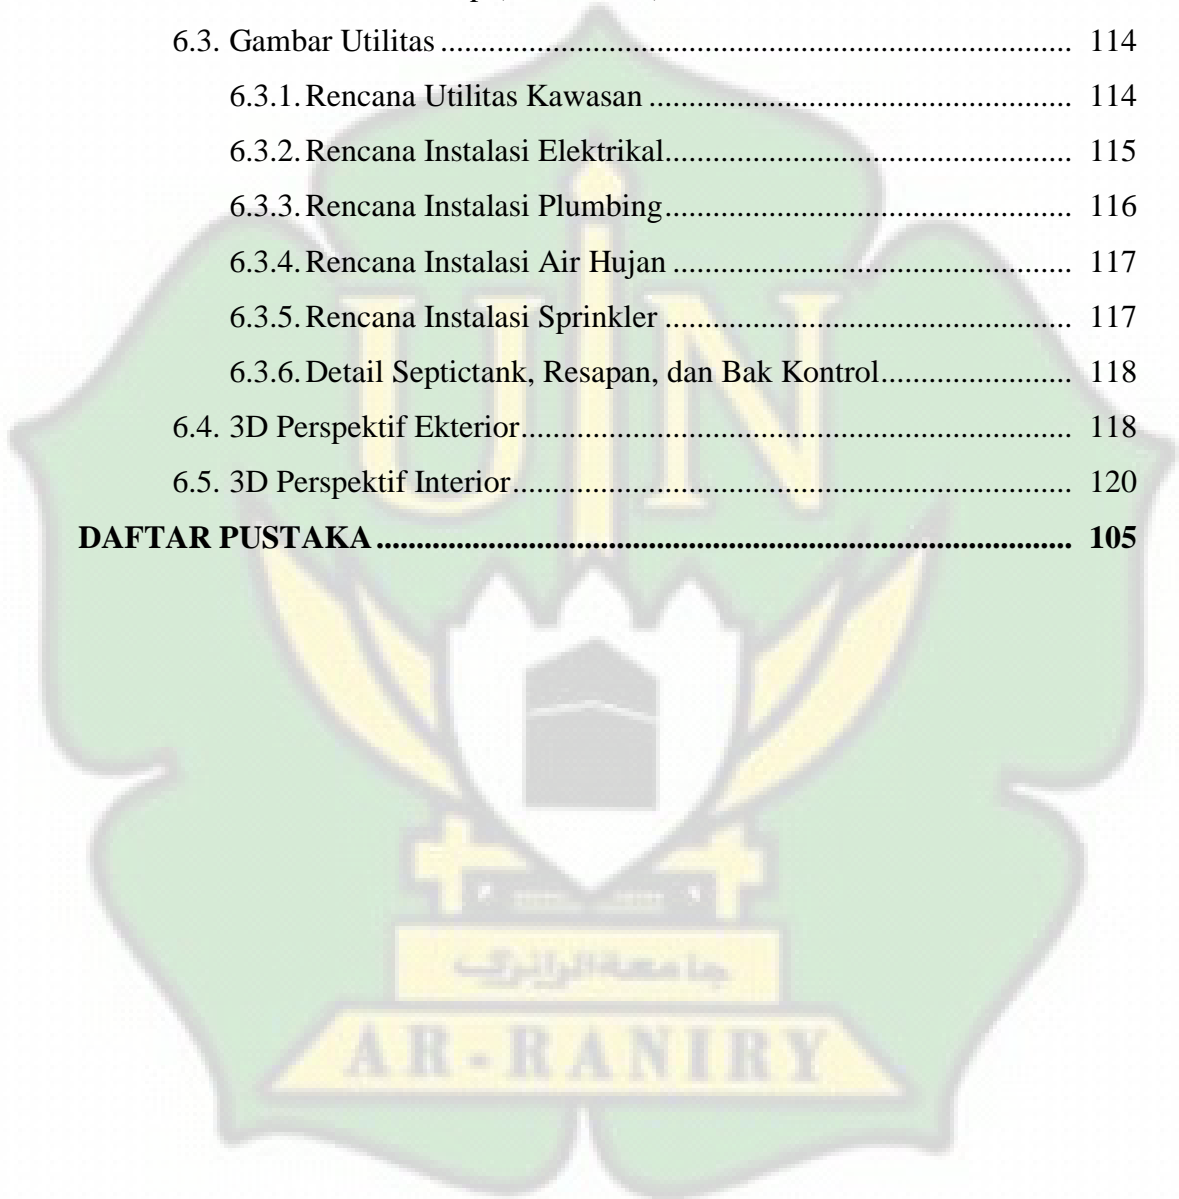 6.3. Gambar Utilitas ............................................................................... 114
6.3.1. Rencana Utilitas Kawasan ..................................................... 114
6.3.2. Rencana Instalasi Elektrikal................................................... 115
6.3.3. Rencana Instalasi Plumbing................................................... 116
6.3.4. Rencana Instalasi Air Hujan .................................................. 117
6.3.5. Rencana Instalasi Sprinkler ................................................... 117
6.3.6. Detail Septictank, Resapan, dan Bak Kontrol........................ 118
6.4. 3D Perspektif Ekterior..................................................................... 118
6.5. 3D Perspektif Interior...................................................................... 120
DAFTAR PUSTAKA ....................................................................................... 105
UIN
جامعة الرانري
AR-RANIRY